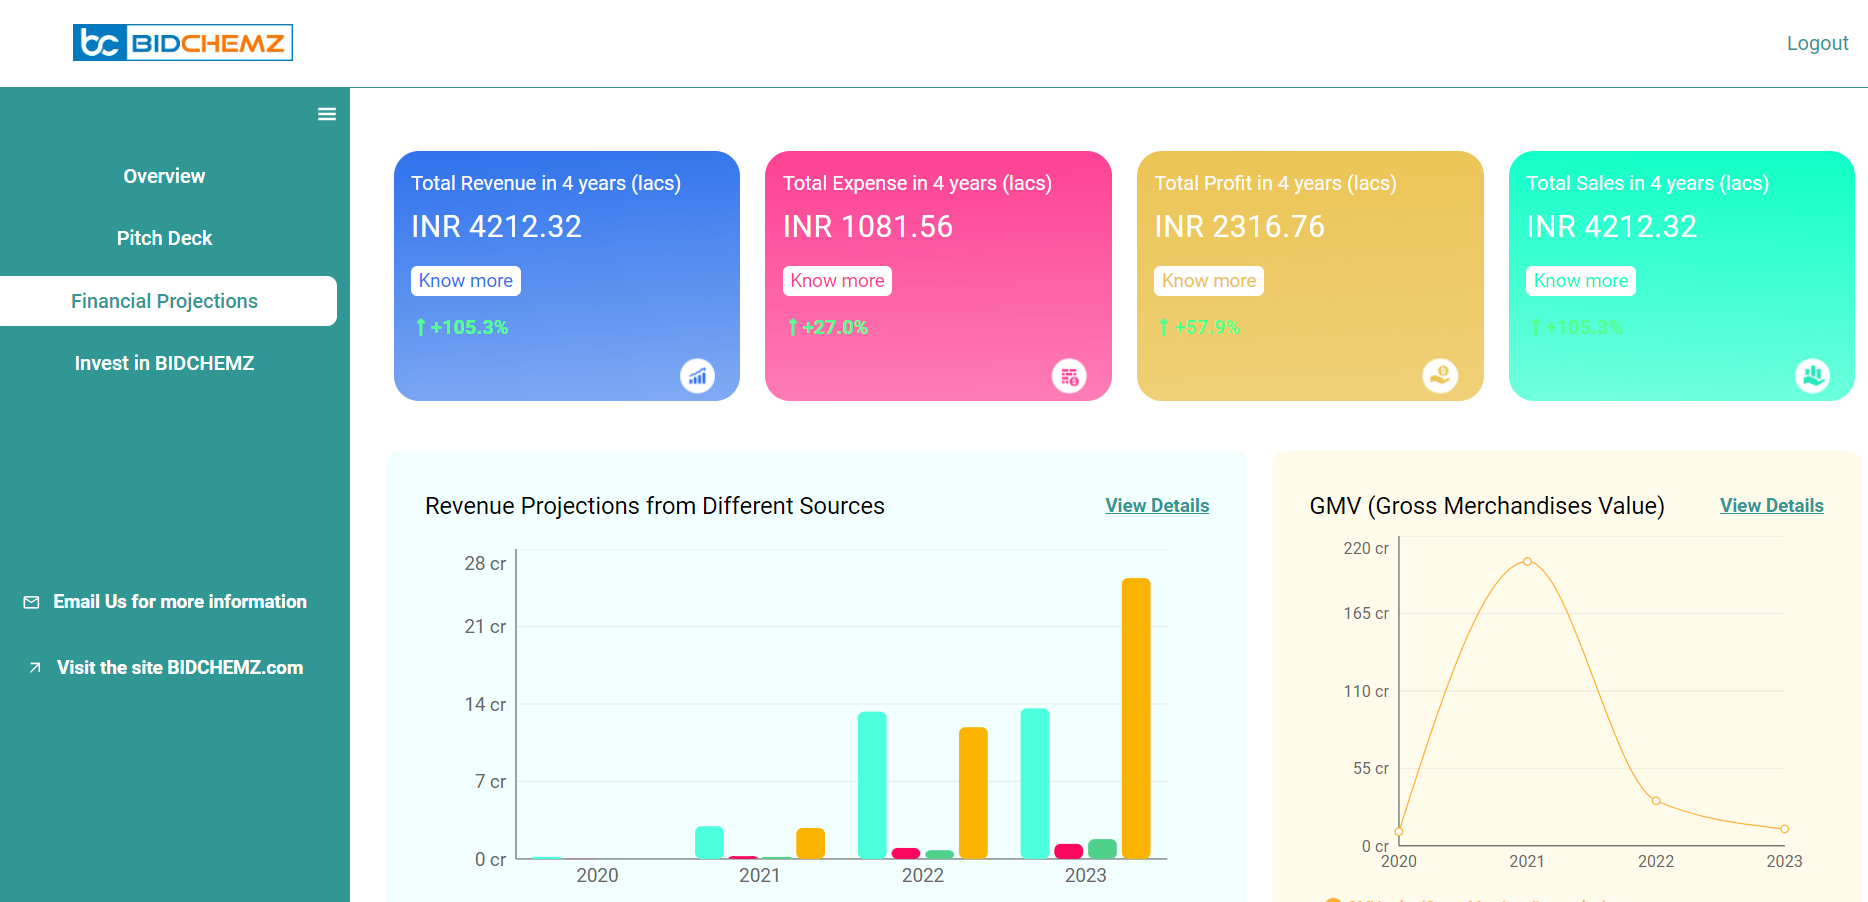 bc BIDCHEMZ
Logout
Overview
Pitch Deck
Financial Projections
Invest in BIDCHEMZ
Email Us for more information
Visit the site BIDCHEMZ.com
Total Revenue in 4 years (lacs)
INR 4212.32
Know more
+105.3%
Total Expense in 4 years (lacs)
INR 1081.56
Know more
+27.0%
Total Profit in 4 years (lacs)
INR 2316.76
Know more
+57.9%
Total Sales in 4 years (lacs)
INR 4212.32
Know more
+105.3%
Revenue Projections from Different Sources
View Details
28 cr
21 cr
14 cr
7 cr
0 cr
2020 2021 2022 2023
GMV (Gross Merchandises Value)
View Details
220 cr
165 cr
110 cr
55 cr
0 cr
2020 2021 2022 2023